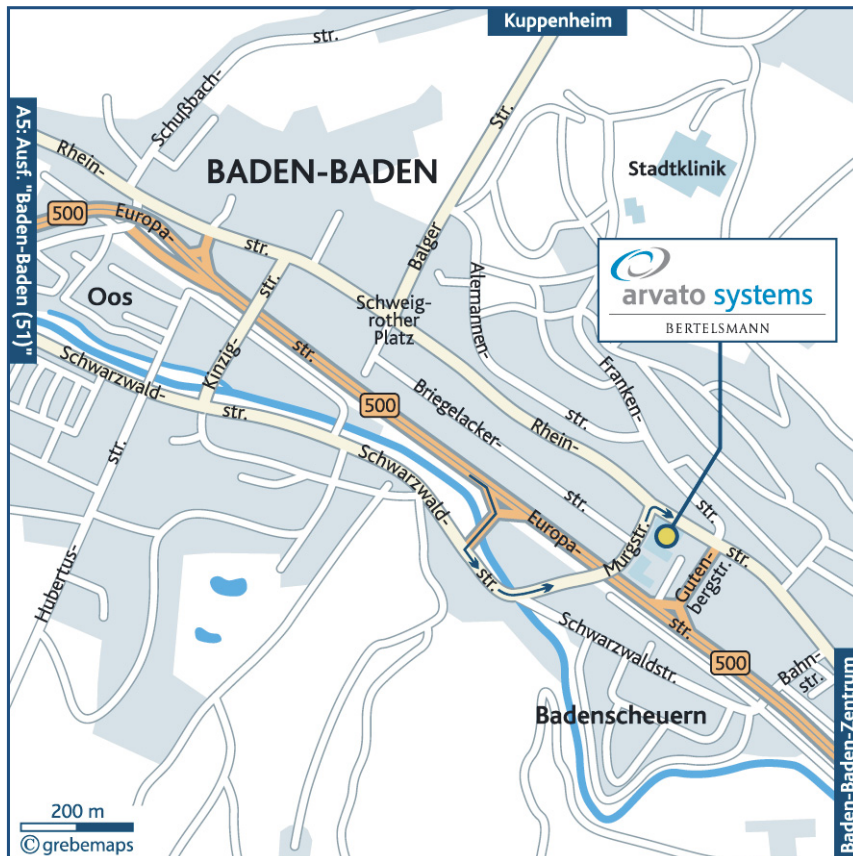 Kuppenheim
str.
Schußbach-
Str.
A5: Ausf. "Baden-Baden (51)"
Rhein-
BADEN-BADEN
Stadtklinik
500
Europa-
str.
Balger
Alermannen-
arvato systems
BERTELSMANN
Oos
str.
Schweig-
rother
Platz
Kinzig-
str.
Schwarzwald-
str.
500
Briegelacker-
Franken-
Rhein-
str.
str.
Schwarzwald-
str.
Hubertus-
str.
Europa-
Murgstr.
str.
str.
Guten-
bergstr.
str.
Schwarzwaldstr.
str.
500
Bahn-
str.
Badenscheuern
Baden-Baden-Zentrum
200 m
© grebemaps